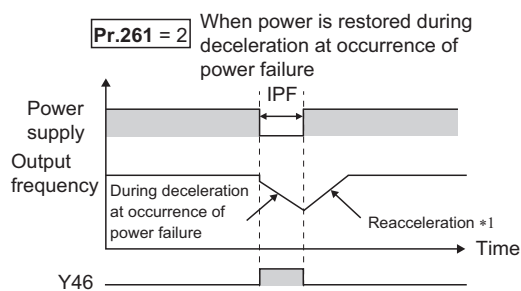 Pr.261 = 2
When power is restored during
deceleration at occurrence of
power failure
IPF
Power
supply
Output
frequency
During deceleration
at occurrence of
power failure
Reacceleration *1
Time
Y46